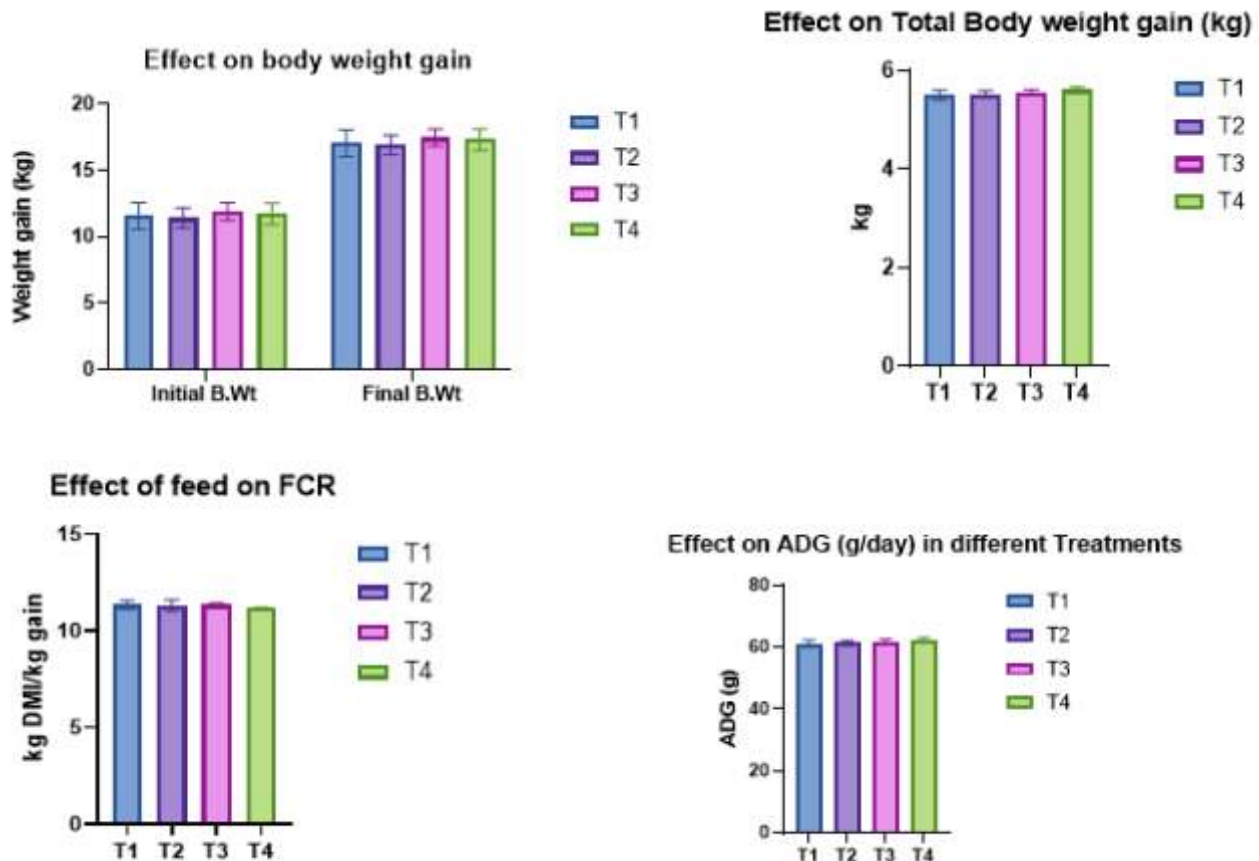 Effect on body weight gain
Weight gain (kg)
20
15
10
5
0
Initial B.Wt
Final B.Wt
T1
T2
T3
T4
Effect on Total Body weight gain (kg)
kg
6
4
2
0
T1 T2 T3 T4
T1
T2
T3
T4
Effect of feed on FCR
kg DMI/kg gain
15
10
5
0
T1 T2 T3 T4
T1
T2
T3
T4
Effect on ADG (g/day) in different Treatments
ADG (g)
80
60
40
20
0
T1 T2 T3 T4
T1
T2
T3
T4